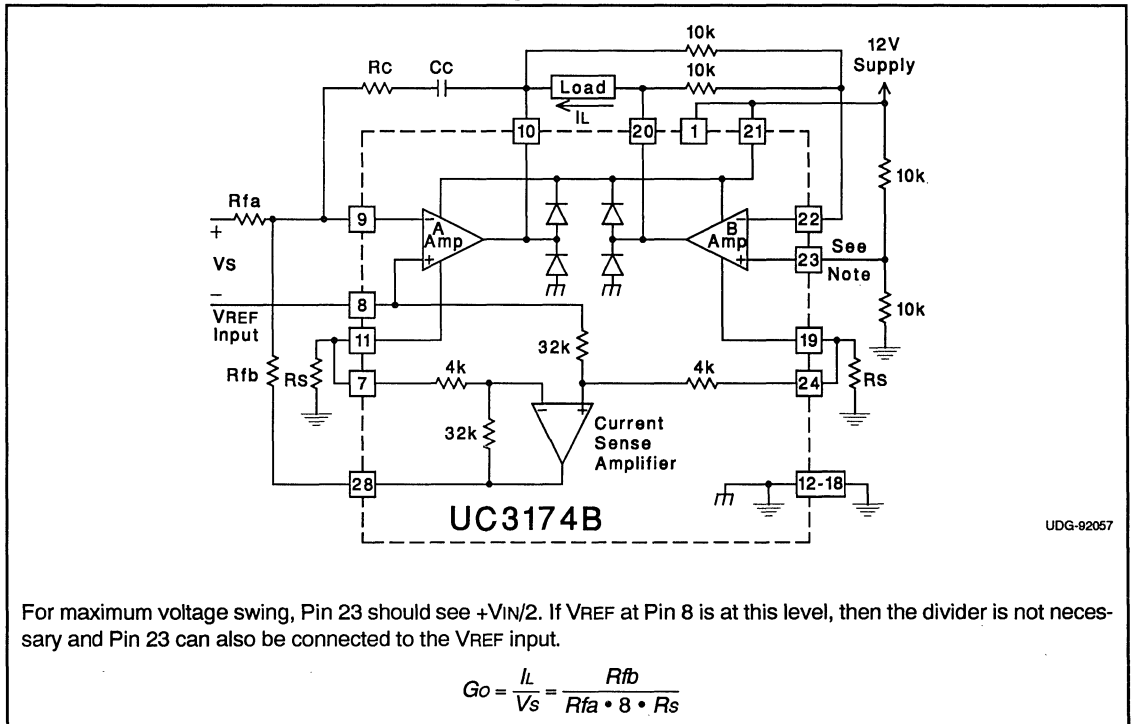 10k
12V
Supply
10k
Rc
Cc
Load
IL
10
20
1
21
10k
Rfa
9
A
Amp
B
Amp
22
+
Vs
−
23
See
Note
8
VREF
Input
10k
11
32k
19
Rfb
Rs
7
4k
4k
24
Rs
32k
Current
Sense
Amplifier
28
12-18
UC3174B
UDG-92057
For maximum voltage swing, Pin 23 should see +VIN/2. If VREF at Pin 8 is at this level, then the divider is not neces-
sary and Pin 23 can also be connected to the VREF input.
Go = IL / Vs = Rfb / Rfa • 8 • Rs